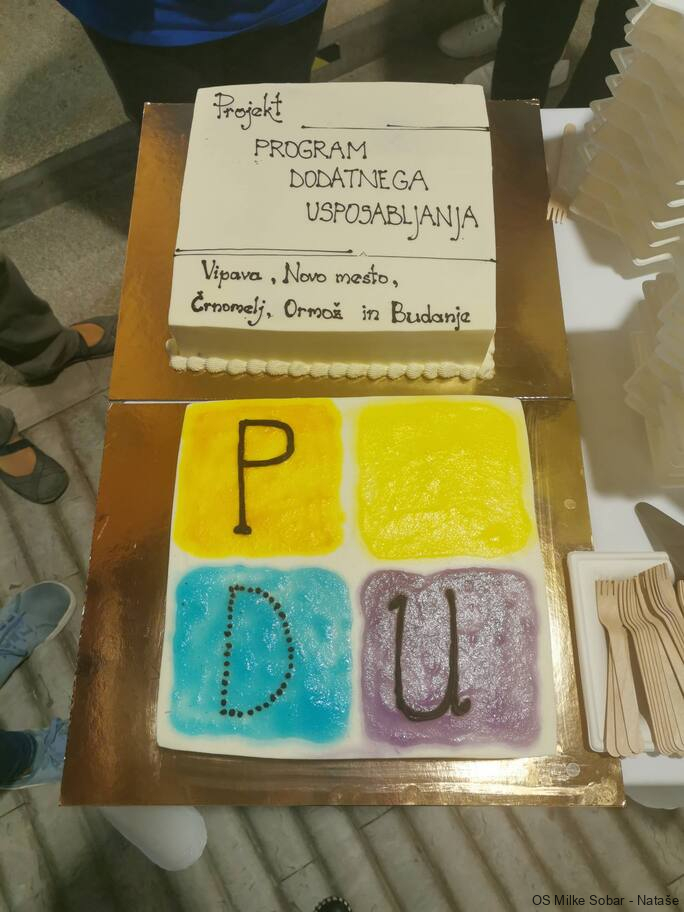 Projekt
PROGRAM
DODATNEGA
USPOSABLJANJA
Vipava, Novo mesto,
Črnomelj, Ormož in Budanje
P
D U
OS Milke Sobar - Nataše